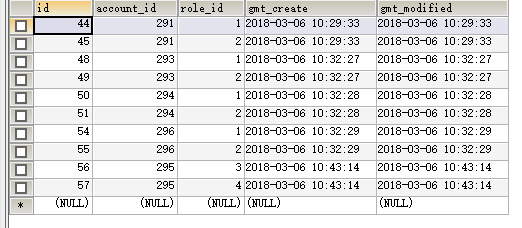 id account_id role_id gmt_create gmt_modified
44 291 1 2018-03-06 10:29:33 2018-03-06 10:29:33
45 291 2 2018-03-06 10:29:33 2018-03-06 10:29:33
48 293 1 2018-03-06 10:32:27 2018-03-06 10:32:27
49 293 2 2018-03-06 10:32:27 2018-03-06 10:32:27
50 294 1 2018-03-06 10:32:28 2018-03-06 10:32:28
51 294 2 2018-03-06 10:32:28 2018-03-06 10:32:28
54 296 1 2018-03-06 10:32:29 2018-03-06 10:32:29
55 296 2 2018-03-06 10:32:29 2018-03-06 10:32:29
56 295 3 2018-03-06 10:43:14 2018-03-06 10:43:14
57 295 4 2018-03-06 10:43:14 2018-03-06 10:43:14
* (NULL) (NULL) (NULL) (NULL) (NULL)